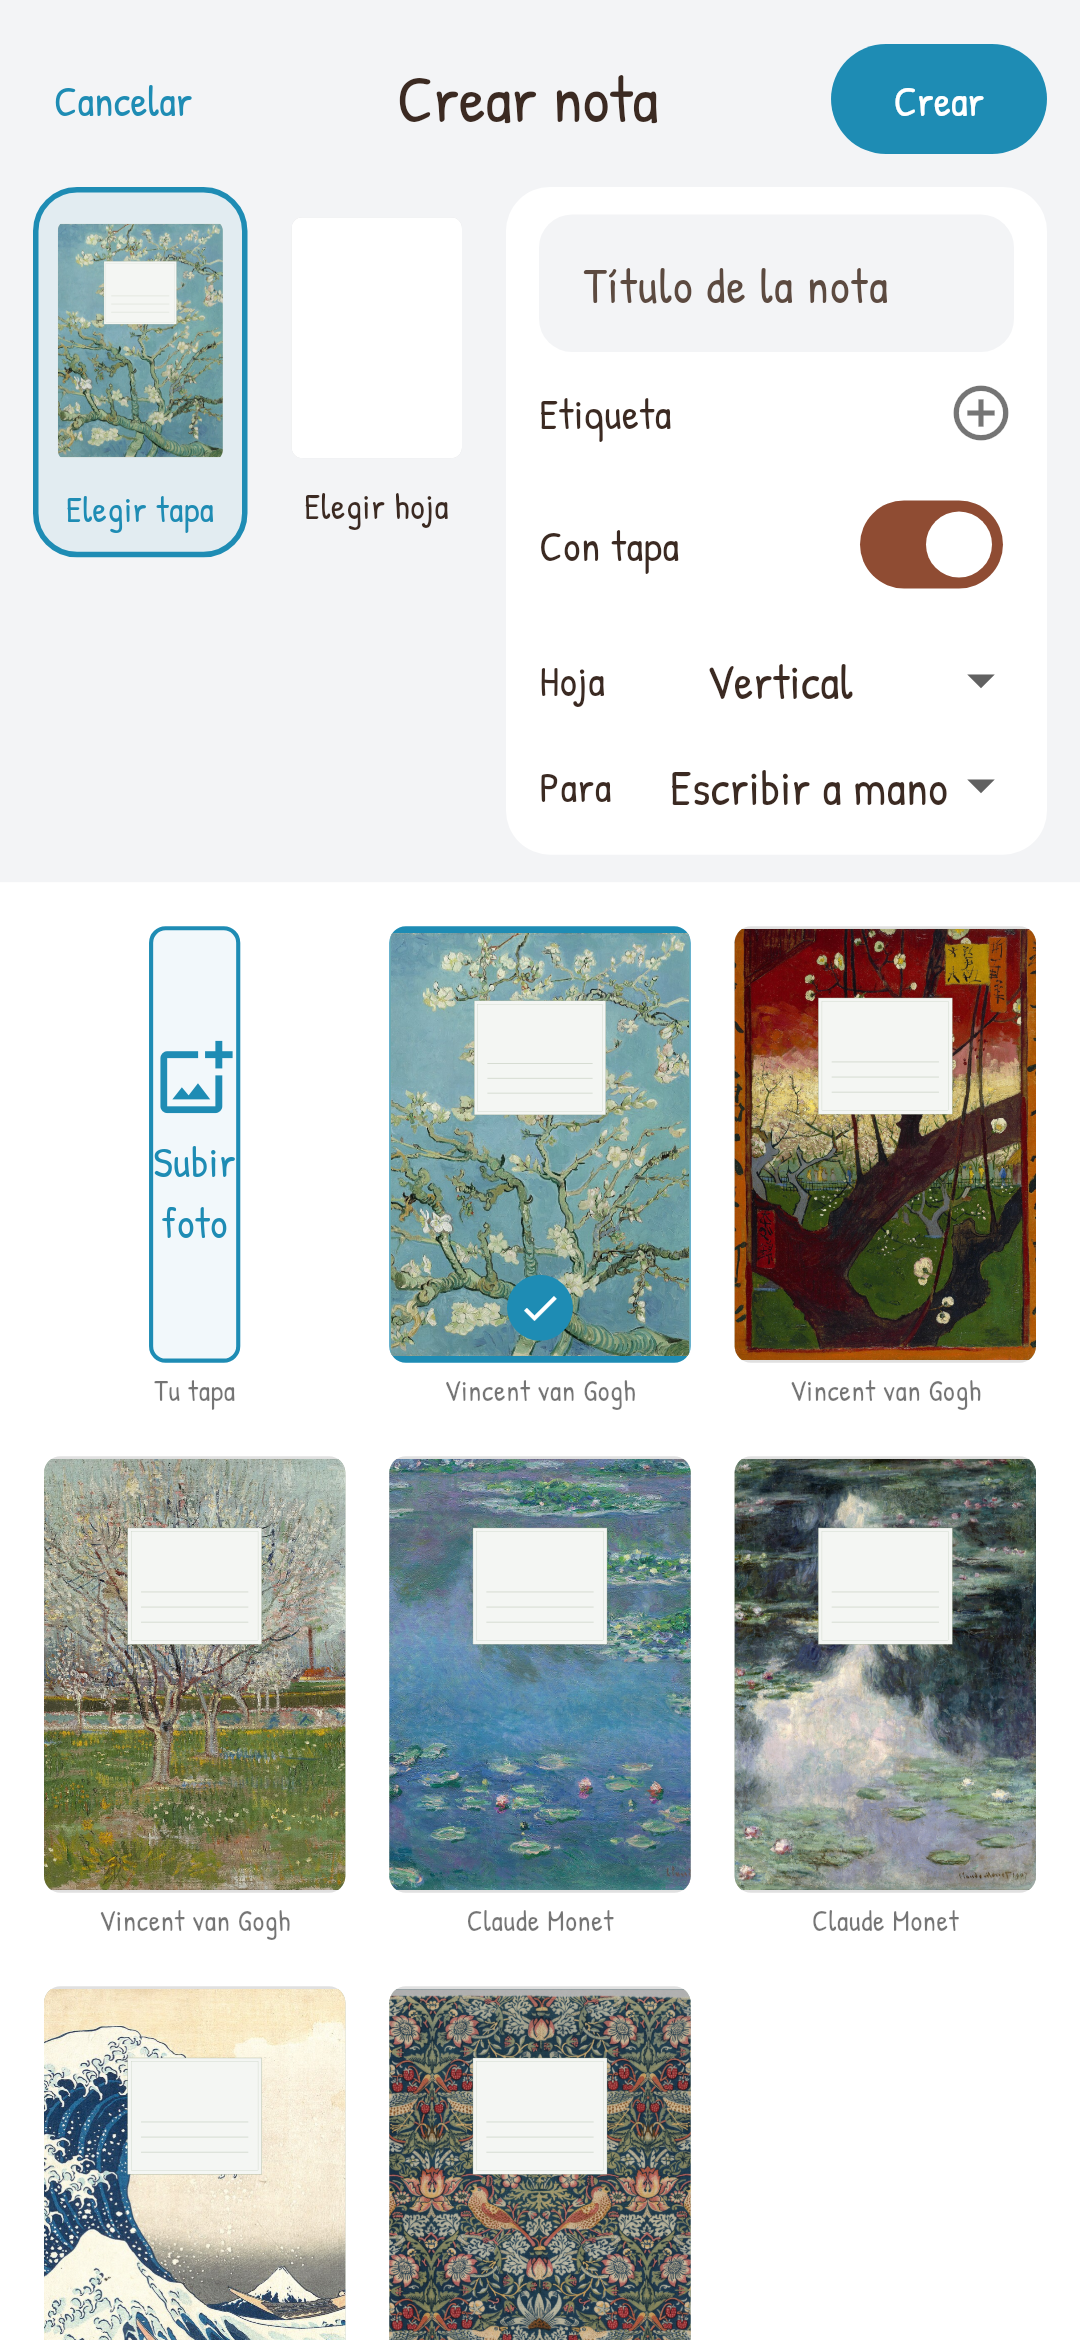 Cancelar
Crear nota
Crear
Elegir tapa
Elegir hoja
Título de la nota
Etiqueta
Con tapa
Hoja
Vertical
Para
Escribir a mano
Subir
foto
Tu tapa
Vincent van Gogh
Vincent van Gogh
Vincent van Gogh
Claude Monet
Claude Monet